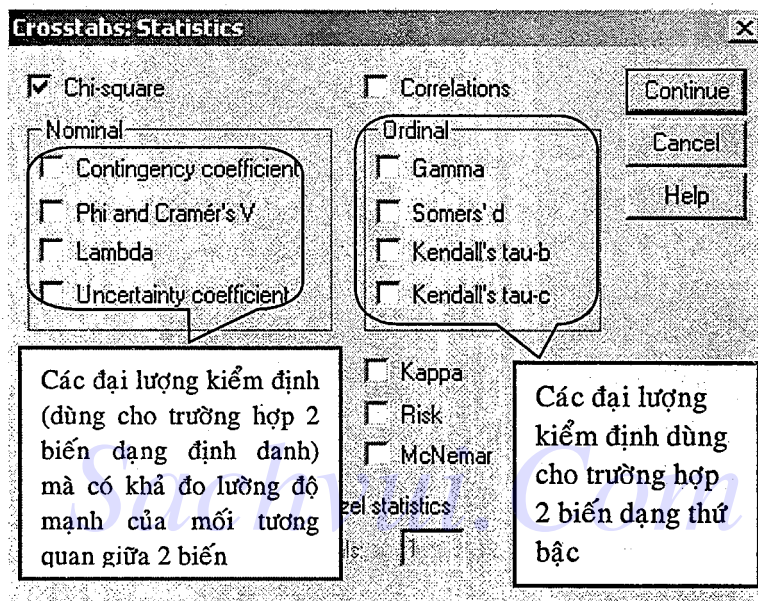 Crosstabs: Statistics
Chi-square
Correlations
Continue
Nominal
Ordinal
Cancel
Contingency coefficient
Gamma
Help
Phi and Cramér's V
Somers' d
Lambda
Kendall's tau-b
Uncertainty coefficient
Kendall's tau-c
Các đại lượng kiểm định
(dùng cho trường hợp 2
biến dạng định danh)
mà có khả đo lường độ
mạnh của mối tương
quan giữa 2 biến
Kappa
Risk
McNemar
zel statistics
ls: 1
Các đại lượng
kiểm định dùng
cho trường hợp
2 biến dạng thứ
bậc
Sachvui.Com